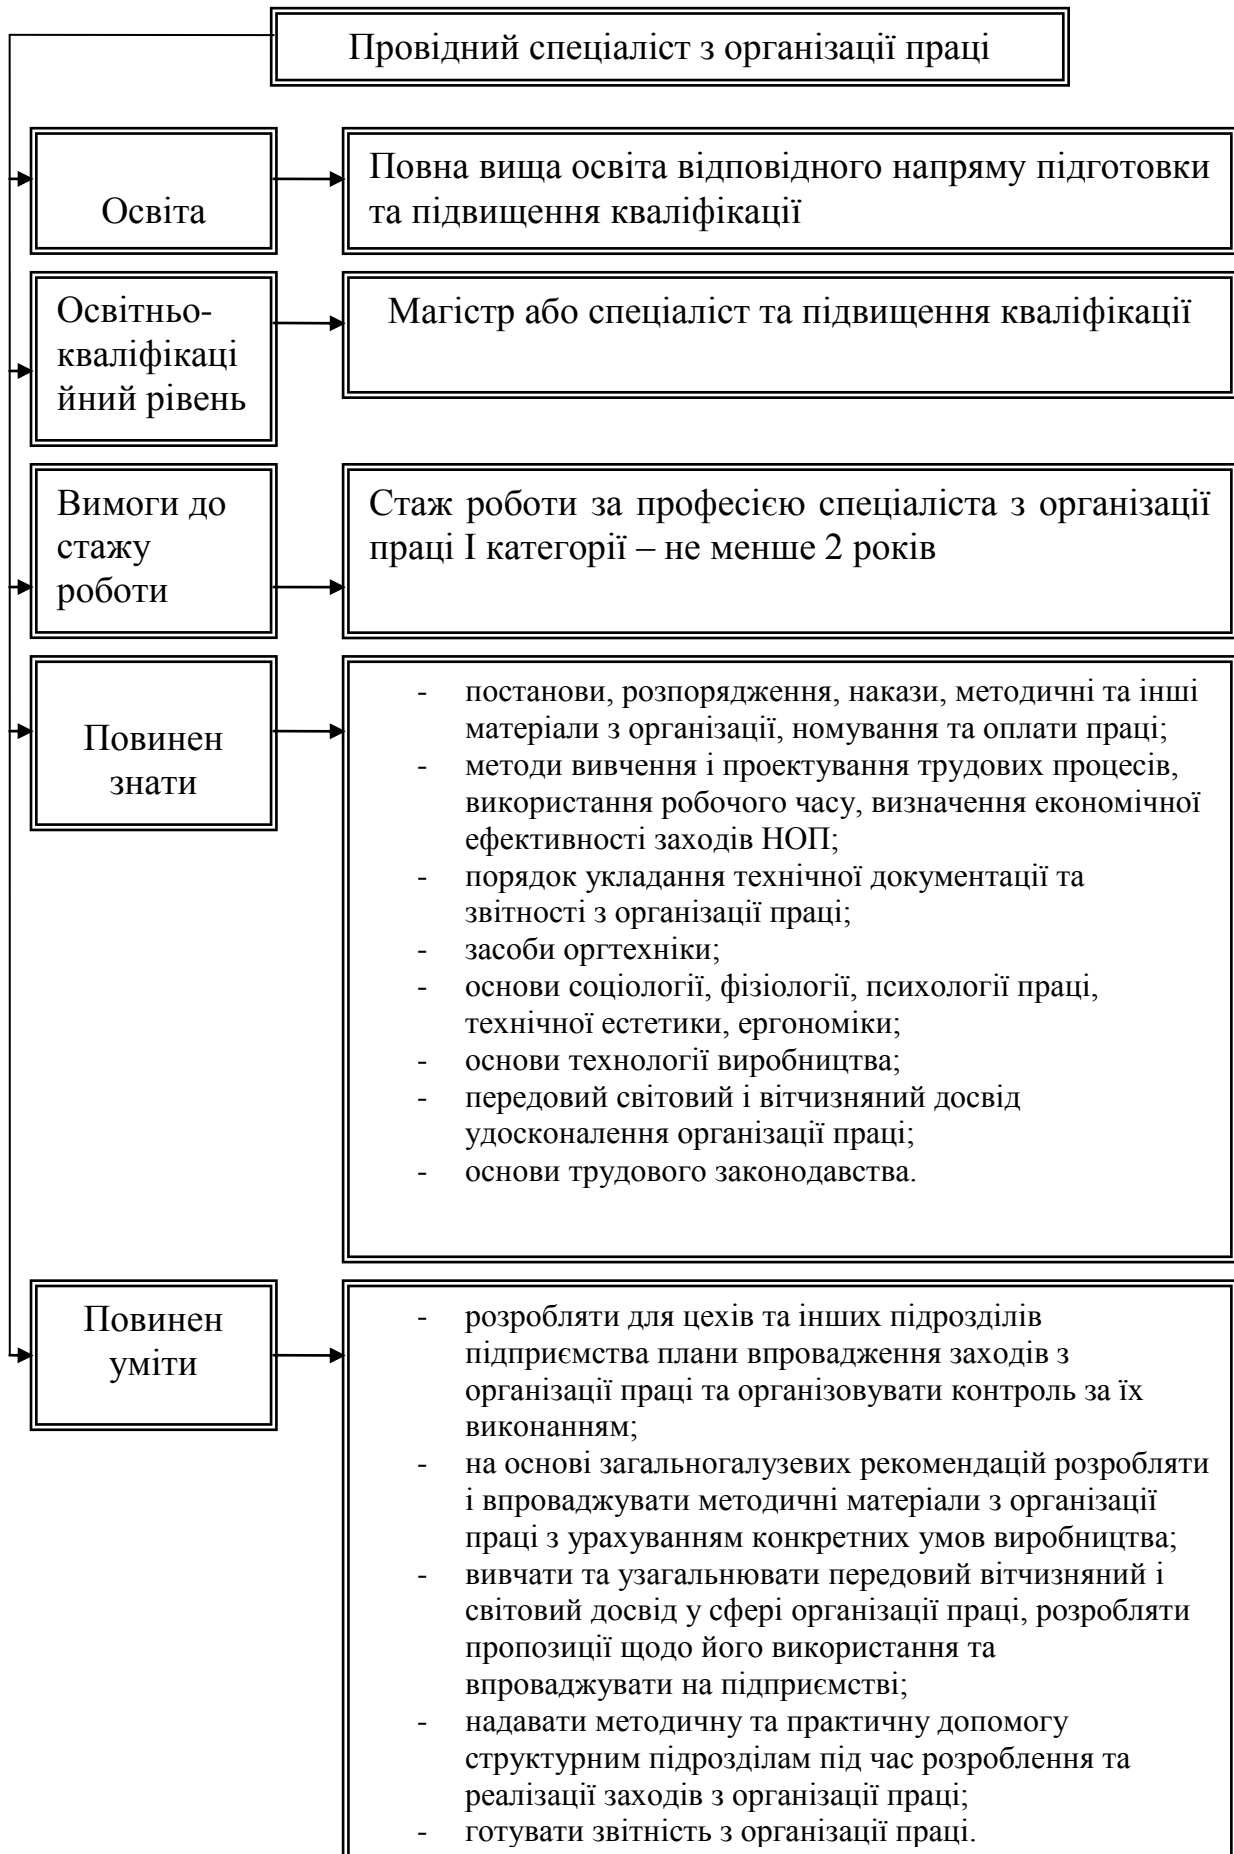 Провідний спеціаліст з організації праці
Освіта
Повна вища освіта відповідного напряму підготовки
та підвищення кваліфікації
Освітньо-
кваліфікаці
йний рівень
Магістр або спеціаліст та підвищення кваліфікації
Вимоги до
стажу
роботи
Стаж роботи за професією спеціаліста з організації
праці І категорії – не менше 2 років
Повинен
знати
- постанови, розпорядження, накази, методичні та інші
матеріали з організації, номування та оплати праці;
- методи вивчення і проектування трудових процесів,
використання робочого часу, визначення економічної
ефективності заходів НОП;
- порядок укладання технічної документації та
звітності з організації праці;
- засоби оргтехніки;
- основи соціології, фізіології, психології праці,
технічної естетики, ергономіки;
- основи технології виробництва;
- передовий світовий і вітчизняний досвід
удосконалення організації праці;
- основи трудового законодавства.
Повинен
уміти
- розробляти для цехів та інших підрозділів
підприємства плани впровадження заходів з
організації праці та організовувати контроль за їх
виконанням;
- на основі загальногалузевих рекомендацій розробляти
і впроваджувати методичні матеріали з організації
праці з урахуванням конкретних умов виробництва;
- вивчати та узагальнювати передовий вітчизняний і
світовий досвід у сфері організації праці, розробляти
пропозиції щодо його використання та
впроваджувати на підприємстві;
- надавати методичну та практичну допомогу
структурним підрозділам під час розроблення та
реалізації заходів з організації праці;
- готувати звітність з організації праці.